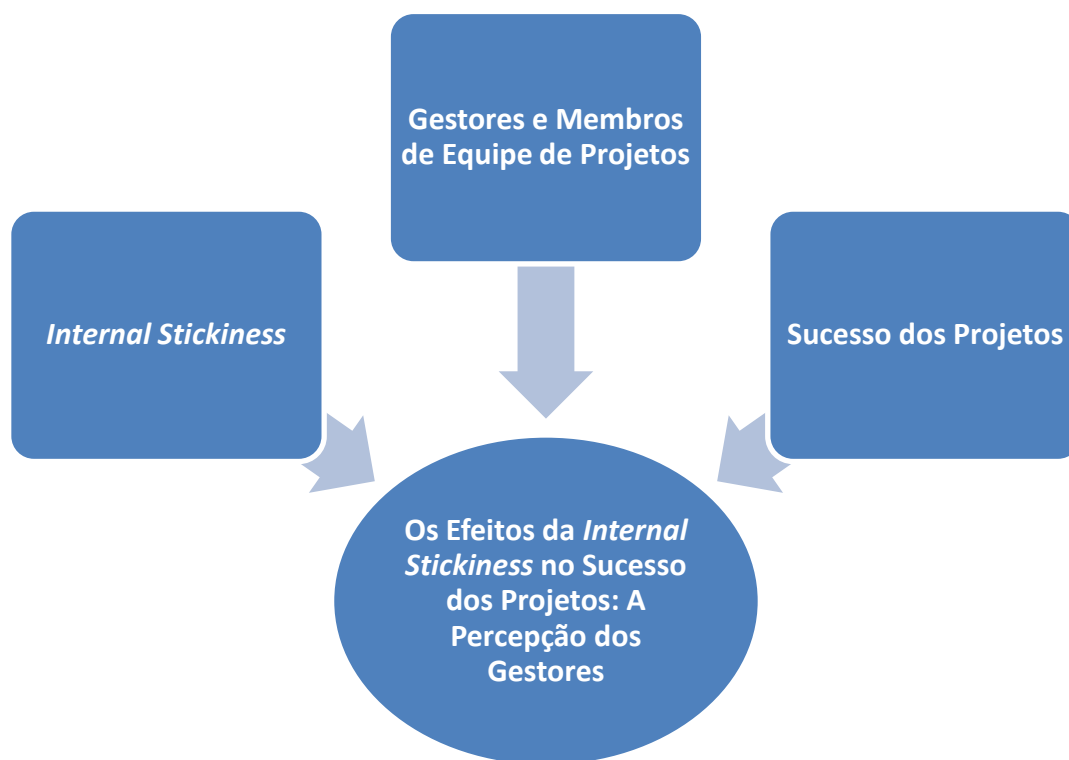 Gestores e Membros
de Equipe de Projetos
Internal Stickiness
Sucesso dos Projetos
Os Efeitos da Internal
Stickiness no Sucesso
dos Projetos: A
Percepção dos
Gestores